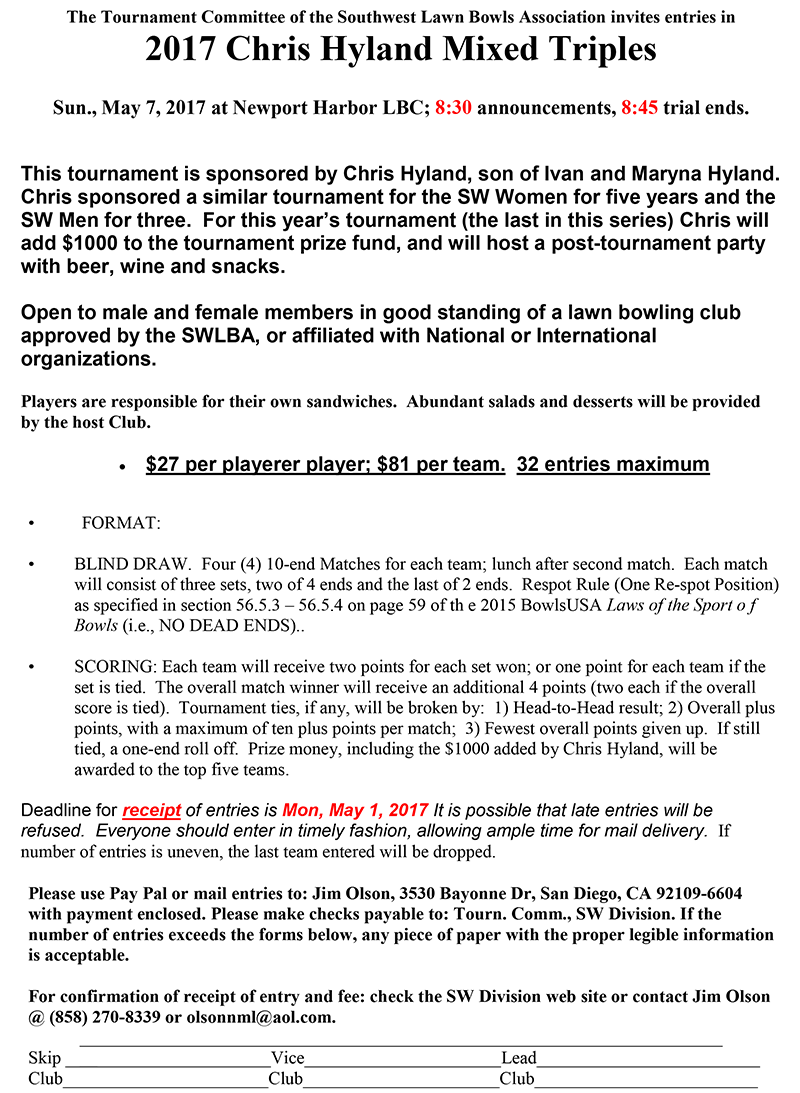 The Tournament Committee of the Southwest Lawn Bowls Association invites entries in
2017 Chris Hyland Mixed Triples
Sun., May 7, 2017 at Newport Harbor LBC; 8:30 announcements, 8:45 trial ends.
This tournament is sponsored by Chris Hyland, son of Ivan and Maryna Hyland.
Chris sponsored a similar tournament for the SW Women for five years and the
SW Men for three.  For this year's tournament (the last in this series) Chris will
add $1000 to the tournament prize fund, and will host a post-tournament party
with beer, wine and snacks.
Open to male and female members in good standing of a lawn bowling club
approved by the SWLBA, or affiliated with National or International
organizations.
Players are responsible for their own sandwiches.  Abundant salads and desserts will be provided
by the host Club.
• $27 per playerer player; $81 per team.  32 entries maximum
• FORMAT:
• BLIND DRAW.  Four (4) 10-end Matches for each team; lunch after second match.  Each match
will consist of three sets, two of 4 ends and the last of 2 ends.  Respot Rule (One Re-spot Position)
as specified in section 56.5.3 – 56.5.4 on page 59 of th e 2015 BowlsUSA Laws of the Sport o f
Bowls (i.e., NO DEAD ENDS)..
• SCORING: Each team will receive two points for each set won; or one point for each team if the
set is tied.  The overall match winner will receive an additional 4 points (two each if the overall
score is tied).  Tournament ties, if any, will be broken by:  1) Head-to-Head result; 2) Overall plus
points, with a maximum of ten plus points per match;  3) Fewest overall points given up.  If still
tied, a one-end roll off.  Prize money, including the $1000 added by Chris Hyland, will be
awarded to the top five teams.
Deadline for receipt of entries is Mon, May 1, 2017 It is possible that late entries will be
refused.  Everyone should enter in timely fashion, allowing ample time for mail delivery.  If
number of entries is uneven, the last team entered will be dropped.
Please use Pay Pal or mail entries to: Jim Olson, 3530 Bayonne Dr, San Diego, CA 92109-6604
with payment enclosed. Please make checks payable to: Tourn. Comm., SW Division. If the
number of entries exceeds the forms below, any piece of paper with the proper legible information
is acceptable.
For confirmation of receipt of entry and fee: check the SW Division web site or contact Jim Olson
@ (858) 270-8339 or olsonnml@aol.com.
Skip ______________________Vice______________________Lead________________________
Club______________________Club______________________Club________________________